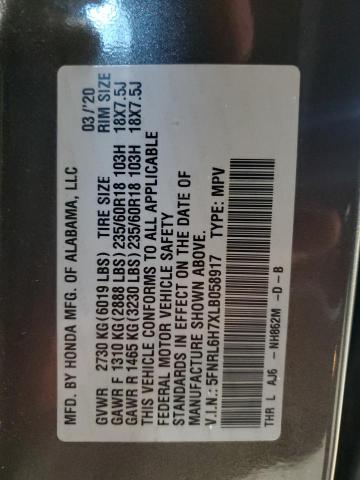 MFD. BY HONDA MFG. OF ALABAMA, LLC 03/'20
GVWR 2730 KG (6019 LBS) TIRE SIZE RIM SIZE
GAWR F 1310 KG (2888 LBS) 235/60R18 103H 18X7.5J
GAWR R 1465 KG (3230 LBS) 235/60R18 103H 18X7.5J
THIS VEHICLE CONFORMS TO ALL APPLICABLE
FEDERAL MOTOR VEHICLE SAFETY
STANDARDS IN EFFECT ON THE DATE OF
MANUFACTURE SHOWN ABOVE.
V.I.N.: 5FNRL6H7XLB058917 TYPE: MPV
THR L AJ6 -NH862M -D-B